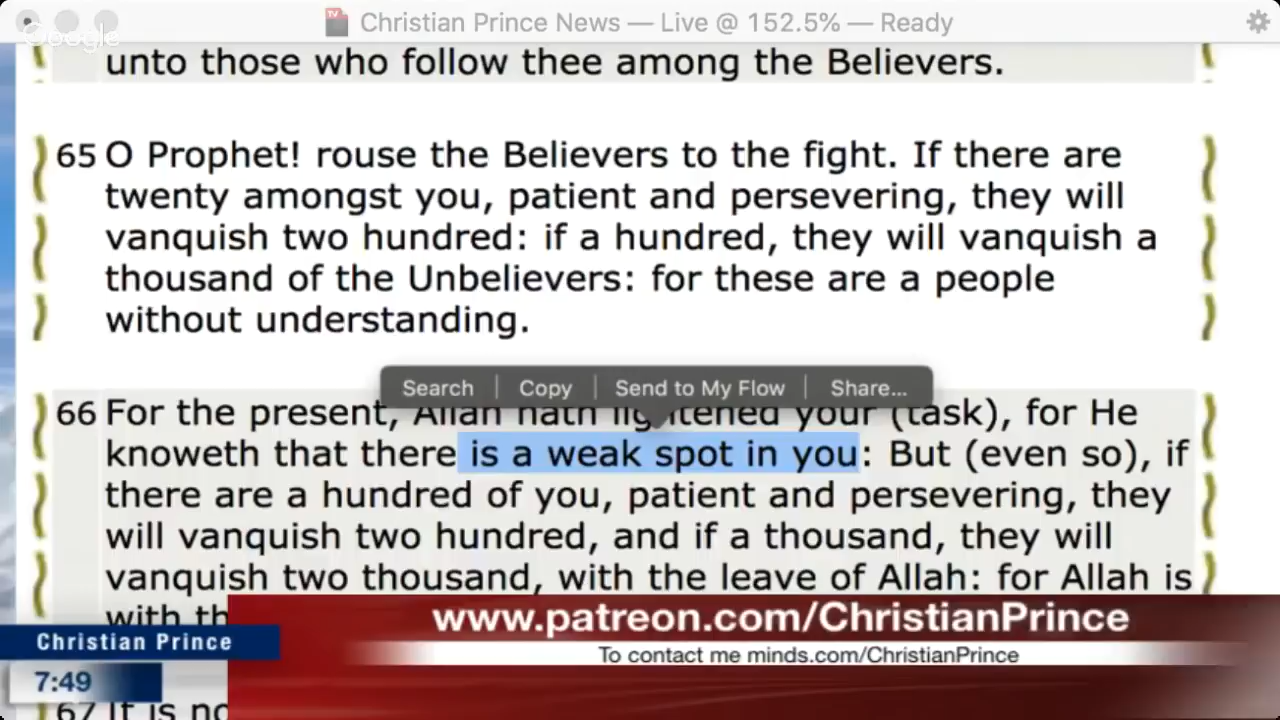 Christian Prince News — Live @ 152.5% — Ready
Google
unto those who follow thee among the Believers.
65 O Prophet! rouse the Believers to the fight. If there are
twenty amongst you, patient and persevering, they will
vanquish two hundred: if a hundred, they will vanquish a
thousand of the Unbelievers: for these are a people
without understanding.
Search Copy Send to My Flow Share...
66 For the present, Allah hath lightened your (task), for He
knoweth that there is a weak spot in you: But (even so), if
there are a hundred of you, patient and persevering, they
will vanquish two hundred, and if a thousand, they will
vanquish two thousand, with the leave of Allah: for Allah is
with
www.patreon.com/ChristianPrince
Christian Prince
To contact me minds.com/ChristianPrince
7:49
67 It is